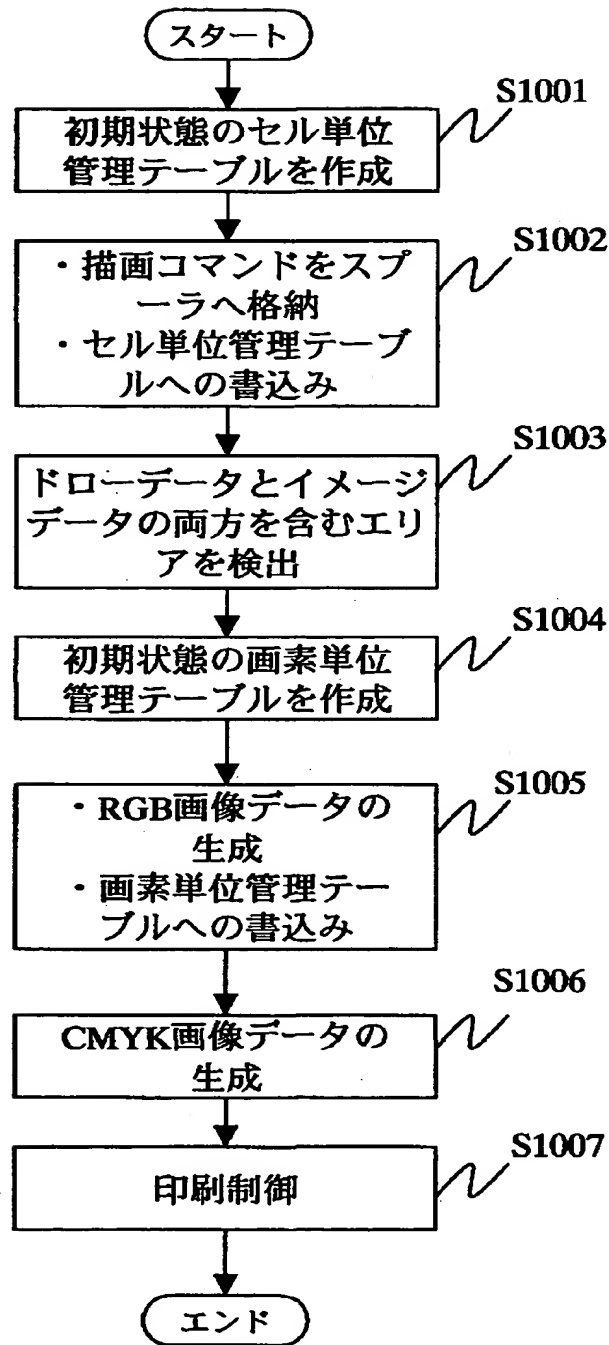 スタート
S1001
初期状態のセル単位
管理テーブルを作成
S1002
・描画コマンドをスプ
ーラへ格納
・セル単位管理テーブ
ルへの書込み
S1003
ドローデータとイメージ
データの両方を含むエリ
アを検出
S1004
初期状態の画素単位
管理テーブルを作成
S1005
・RGB画像データの
生成
・画素単位管理テー
ブルへの書込み
S1006
CMYK画像データの
生成
S1007
印刷制御
エンド